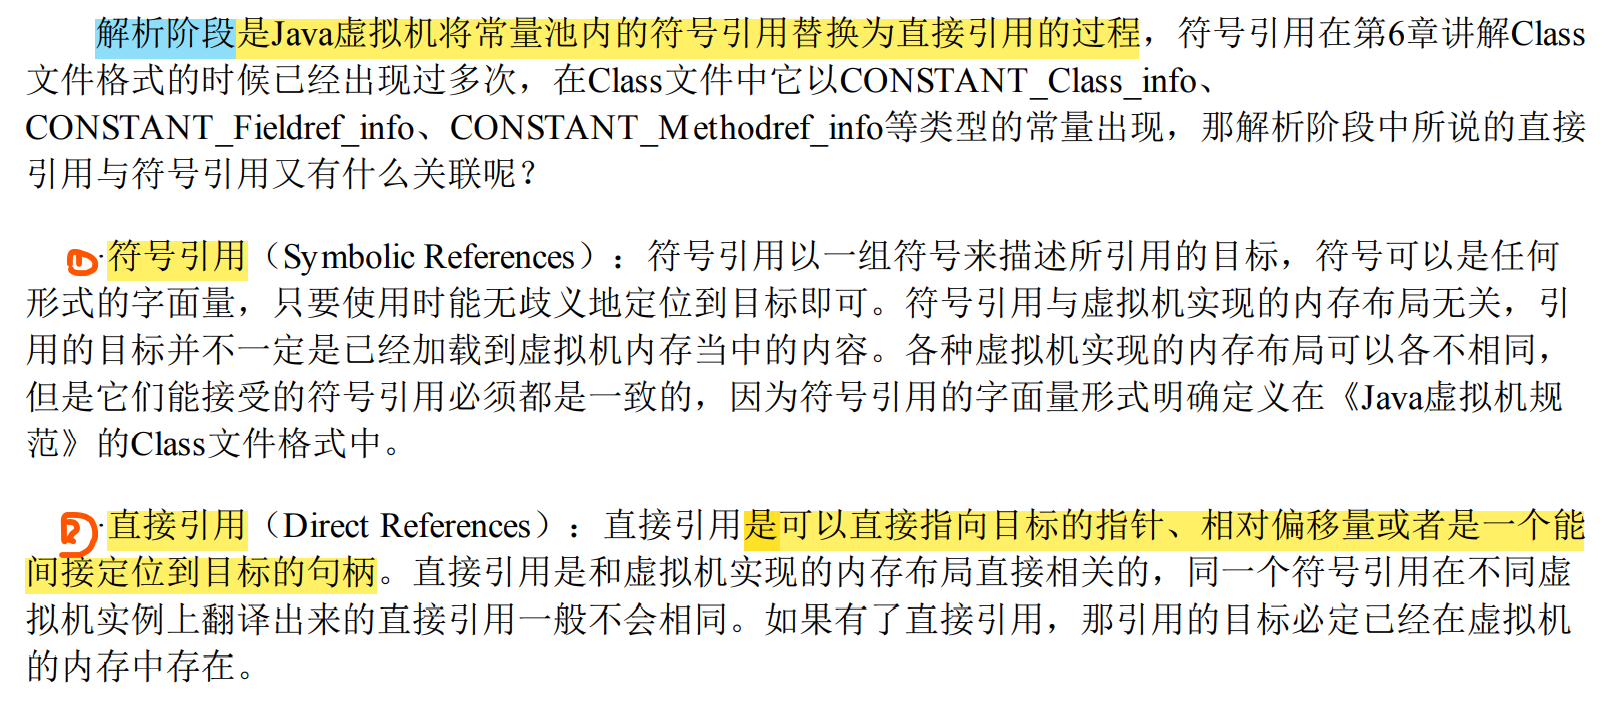 解析阶段是Java虚拟机将常量池内的符号引用替换为直接引用的过程，符号引用在第6章讲解Class
文件格式的时候已经出现过多次，在Class文件中它以CONSTANT_Class_info、
CONSTANT_Fieldref_info、CONSTANT_Methodref_info等类型的常量出现，那解析阶段中所说的直接
引用与符号引用又有什么关联呢？
1·符号引用（Symbolic References）：符号引用以一组符号来描述所引用的目标，符号可以是任何
形式的字面量，只要使用时能无歧义地定位到目标即可。符号引用与虚拟机实现的内存布局无关，引
用的目标并不一定是已经加载到虚拟机内存当中的内容。各种虚拟机实现的内存布局可以各不相同，
但是它们能接受的符号引用必须都是一致的，因为符号引用的字面量形式明确定义在《Java虚拟机规
范》的Class文件格式中。
2·直接引用（Direct References）：直接引用是可以直接指向目标的指针、相对偏移量或者是一个能
间接定位到目标的句柄。直接引用是和虚拟机实现的内存布局直接相关的，同一个符号引用在不同虚
拟机实例上翻译出来的直接引用一般不会相同。如果有了直接引用，那引用的目标必定已经在虚拟机
的内存中存在。